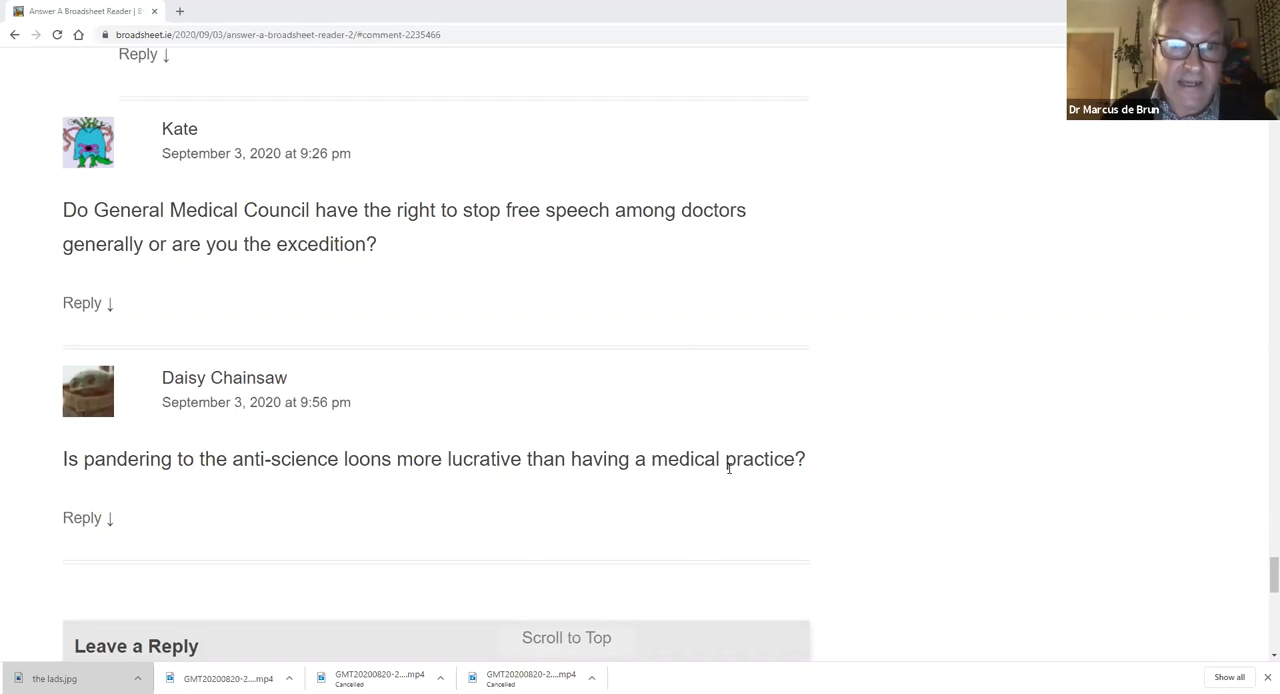 Answer A Broadsheet Reader | B
broadsheet.ie/2020/09/03/answer-a-broadsheet-reader-2/#comment-2235466
Dr Marcus de Brun
Reply ↓
Kate
September 3, 2020 at 9:26 pm
Do General Medical Council have the right to stop free speech among doctors
generally or are you the excedition?
Reply ↓
Daisy Chainsaw
September 3, 2020 at 9:56 pm
Is pandering to the anti-science loons more lucrative than having a medical practice?
Reply ↓
Leave a Reply
Scroll to Top
the lads.jpg
GMT20200820-2....mp4
GMT20200820-2....mp4
Cancelled
GMT20200820-2....mp4
Cancelled
Show all